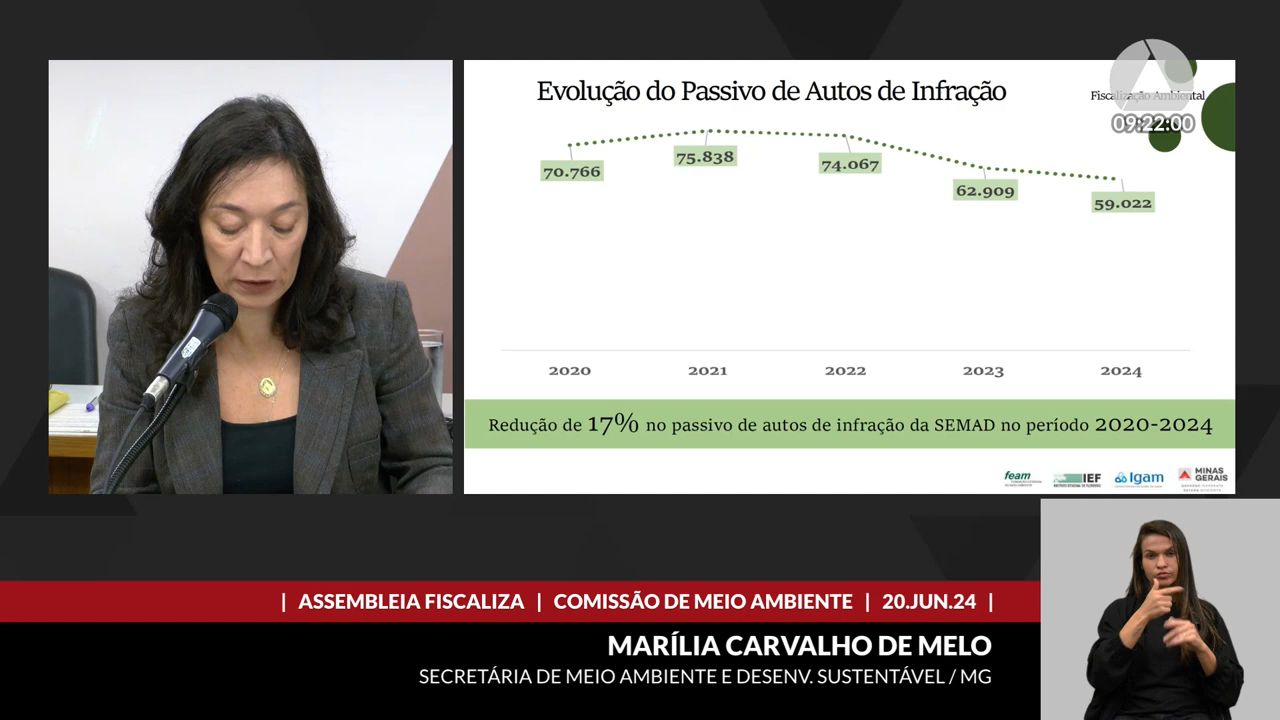 Evolução do Passivo de Autos de Infração
Fiscalização Ambiental
09:22:00
70.766
75.838
74.067
62.909
59.022
2020 2021 2022 2023 2024
Redução de 17% no passivo de autos de infração da SEMAD no período 2020-2024
feam IEF Igam MINAS GERAIS
| ASSEMBLEIA FISCALIZA | COMISSÃO DE MEIO AMBIENTE | 20.JUN.24 |
MARÍLIA CARVALHO DE MELO
SECRETÁRIA DE MEIO AMBIENTE E DESENV. SUSTENTÁVEL / MG